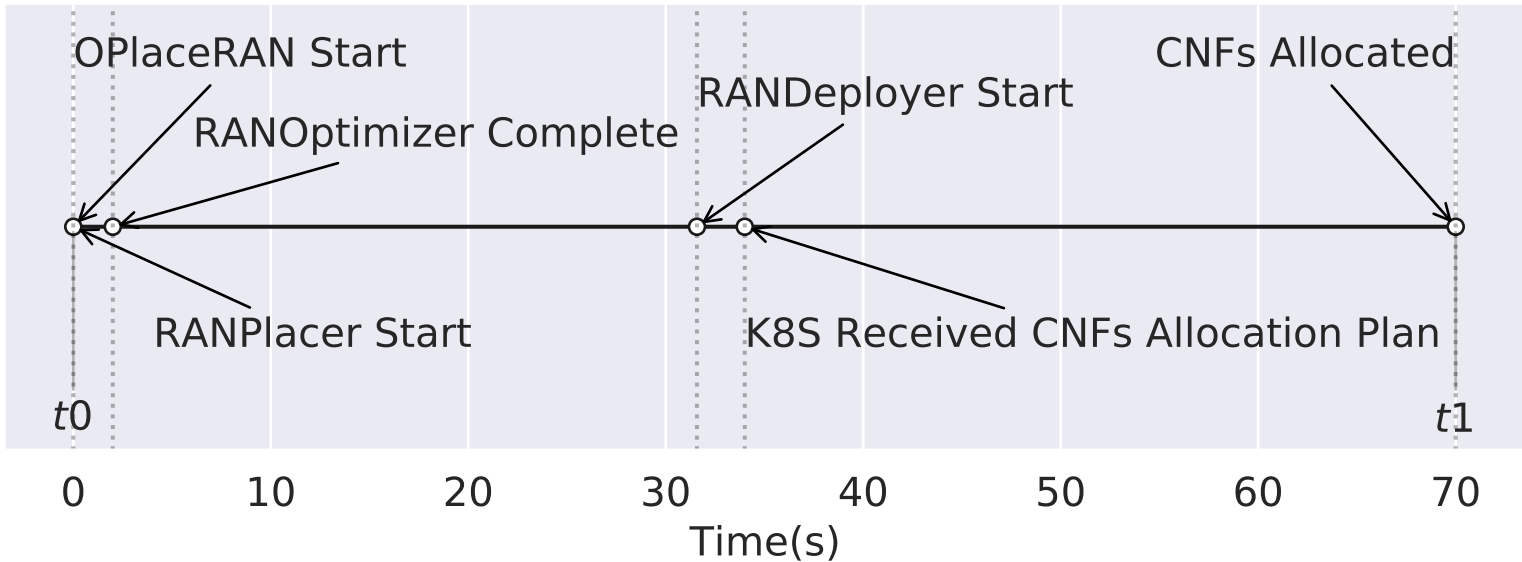 OPlaceRAN Start
CNFs Allocated
RANDeployer Start
RANOptimizer Complete
RANPlacer Start
K8S Received CNFs Allocation Plan
t0
t1
0 10 20 30 40 50 60 70
Time(s)